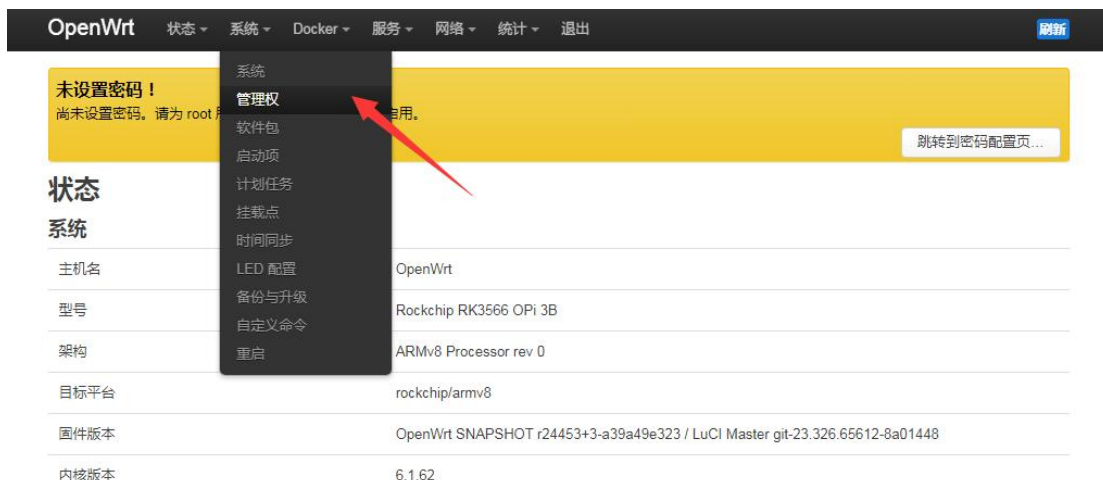 OpenWrt 状态 系统 Docker 服务 网络 统计 退出 刷新
未设置密码！
尚未设置密码。请为 root 启用。
跳转到密码配置页...
系统
管理权
软件包
启动项
计划任务
挂载点
时间同步
LED 配置
备份与升级
自定义命令
重启
状态
系统
主机名 OpenWrt
型号 Rockchip RK3566 OPi 3B
架构 ARMv8 Processor rev 0
目标平台 rockchip/armv8
固件版本 OpenWrt SNAPSHOT r24453+3-a39a49e323 / LuCI Master git-23.326.65612-8a01448
内核版本 6.1.62